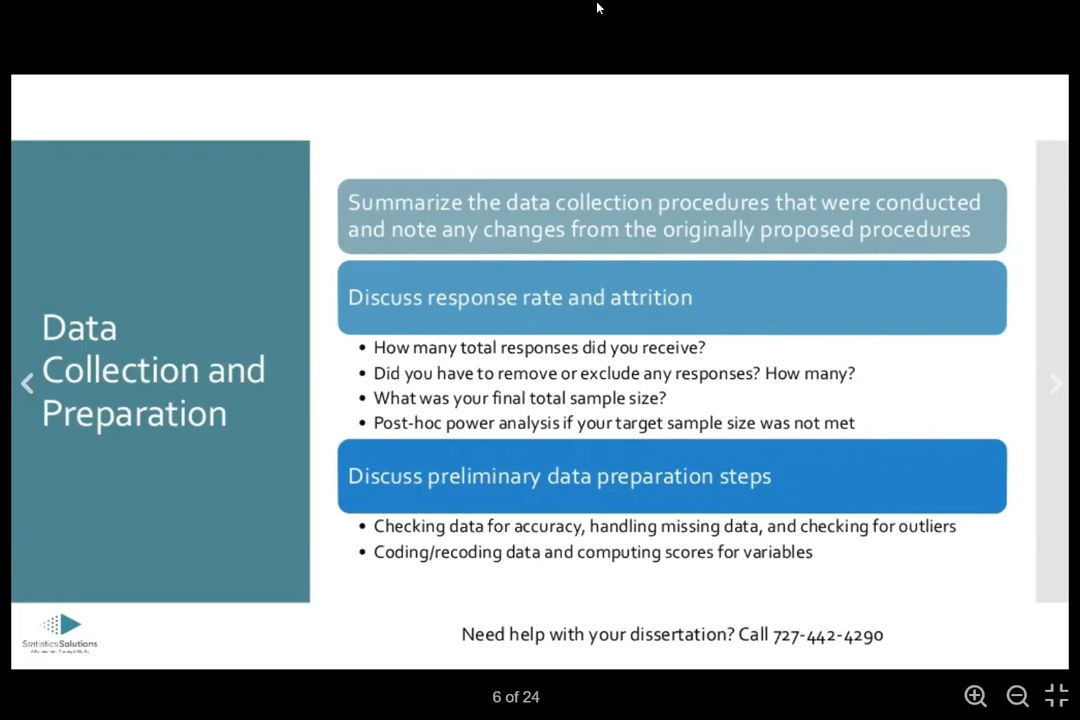 Summarize the data collection procedures that were conducted
and note any changes from the originally proposed procedures
Discuss response rate and attrition
• How many total responses did you receive?
• Did you have to remove or exclude any responses? How many?
• What was your final total sample size?
• Post-hoc power analysis if your target sample size was not met
Data
Collection and
Preparation
Discuss preliminary data preparation steps
• Checking data for accuracy, handling missing data, and checking for outliers
• Coding/recoding data and computing scores for variables
StatisticsSolutions
Need help with your dissertation? Call 727-442-4290
6 of 24